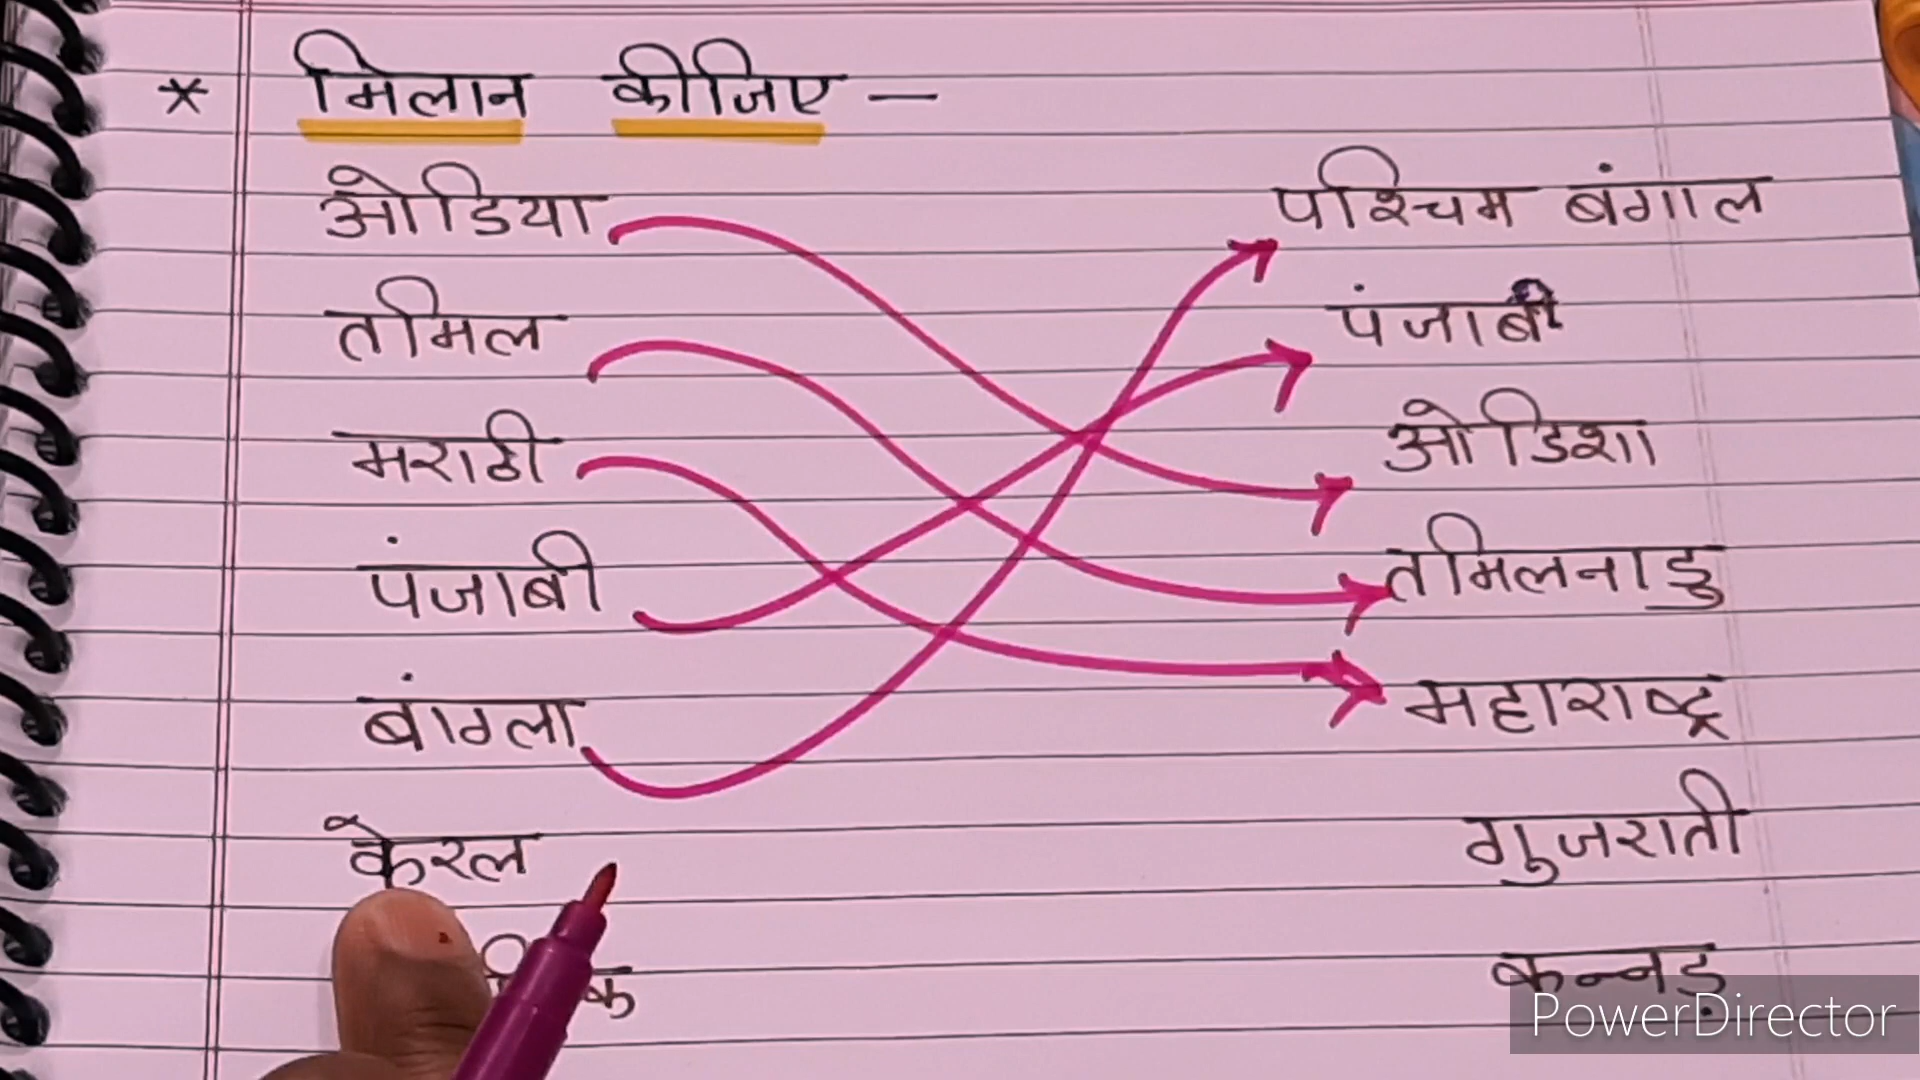 * मिलान कीजिए —
ओडिया पश्चिम बंगाल
तमिल पंजाबी
मराठी ओडिशा
पंजाबी तमिलनाडु
बांग्ला महाराष्ट्र
केरल गुजराती
कन्नड़
PowerDirector